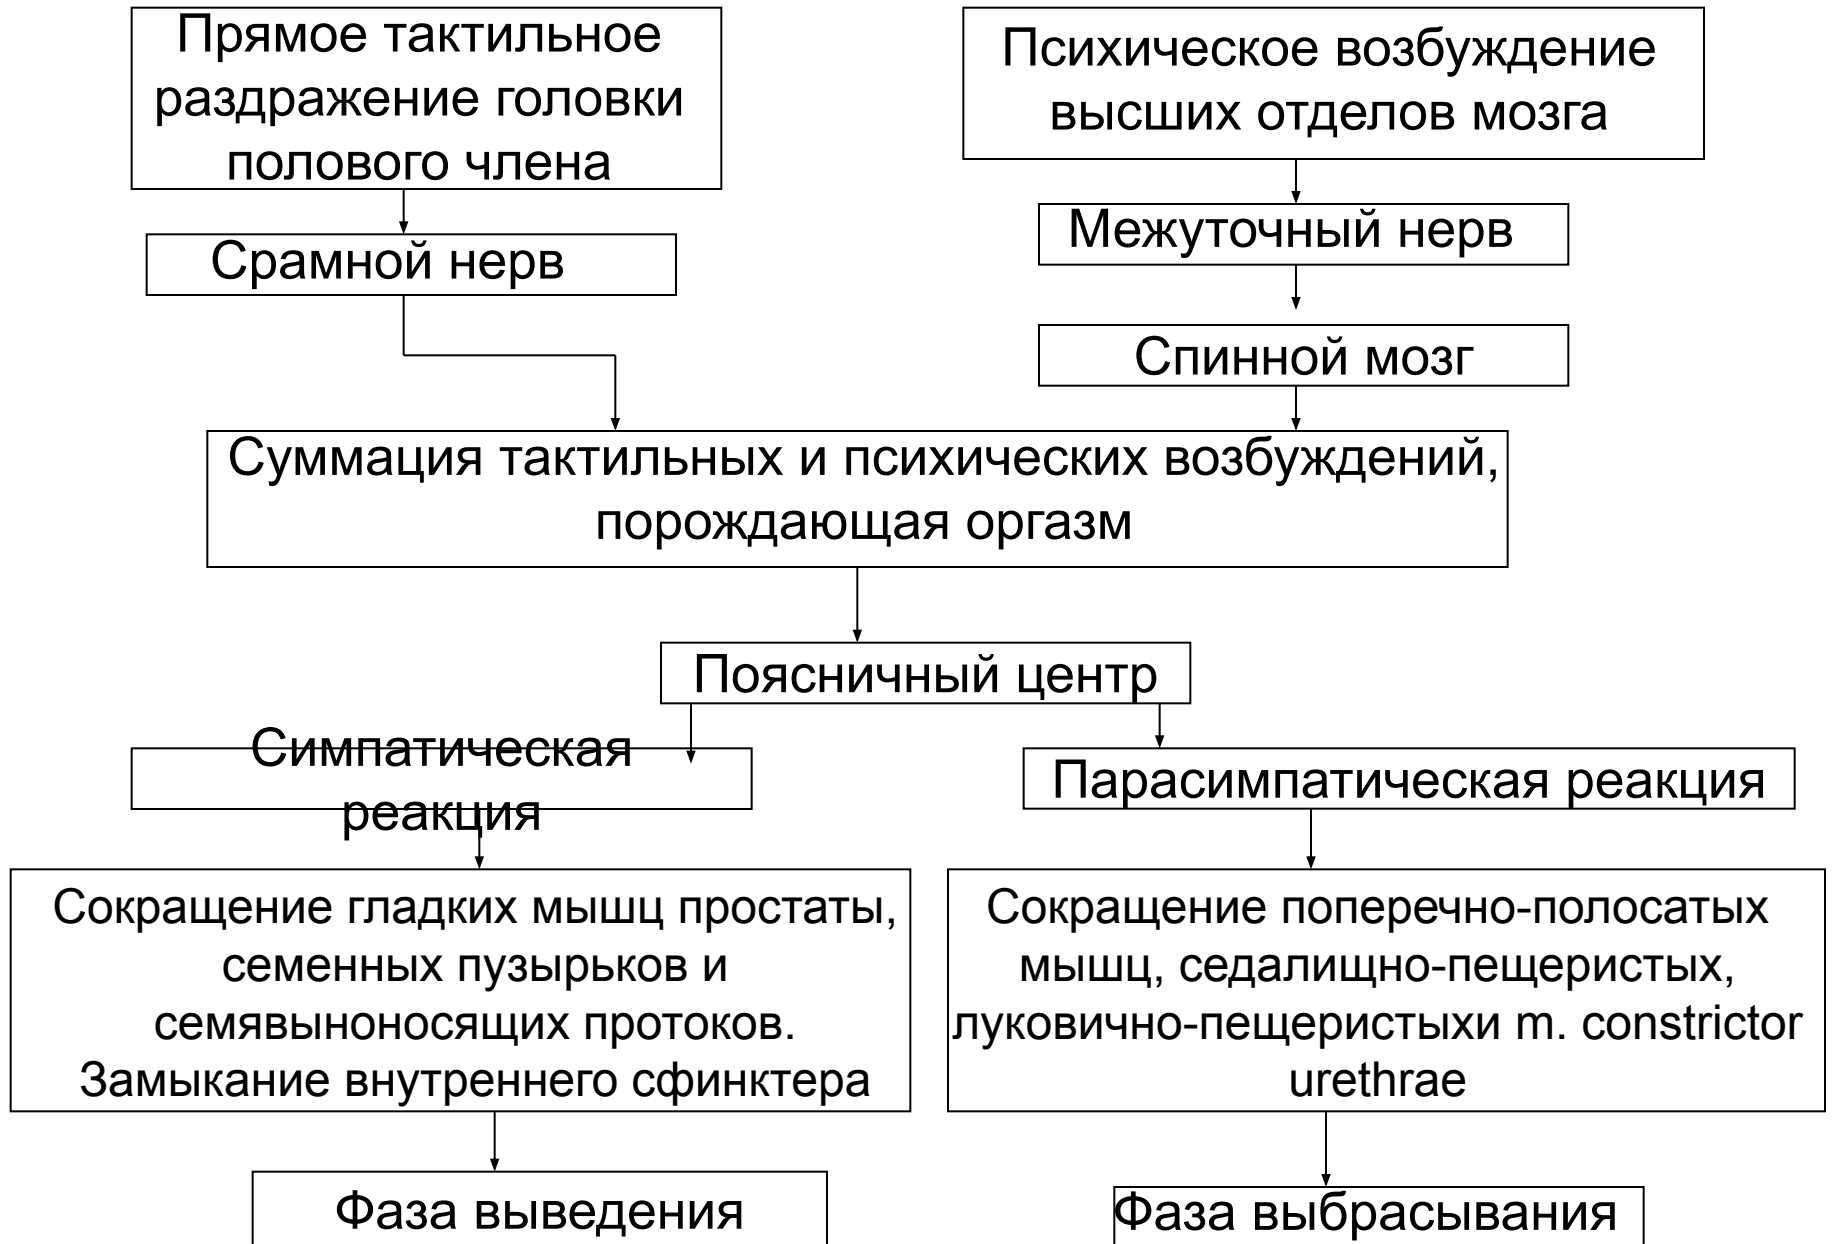 Прямое тактильное
раздражение головки
полового члена
Психическое возбуждение
высших отделов мозга
Срамной нерв
Межуточный нерв
Спинной мозг
Суммация тактильных и психических возбуждений,
порождающая оргазм
Поясничный центр
Симпатическая
реакция
Парасимпатическая реакция
Сокращение гладких мышц простаты,
семенных пузырьков и
семявыноносящих протоков.
Замыкание внутреннего сфинктера
Сокращение поперечно-полосатых
мышц, седалищно-пещеристых,
луковично-пещеристыхи m. constrictor
urethrae
Фаза выведения
Фаза выбрасывания